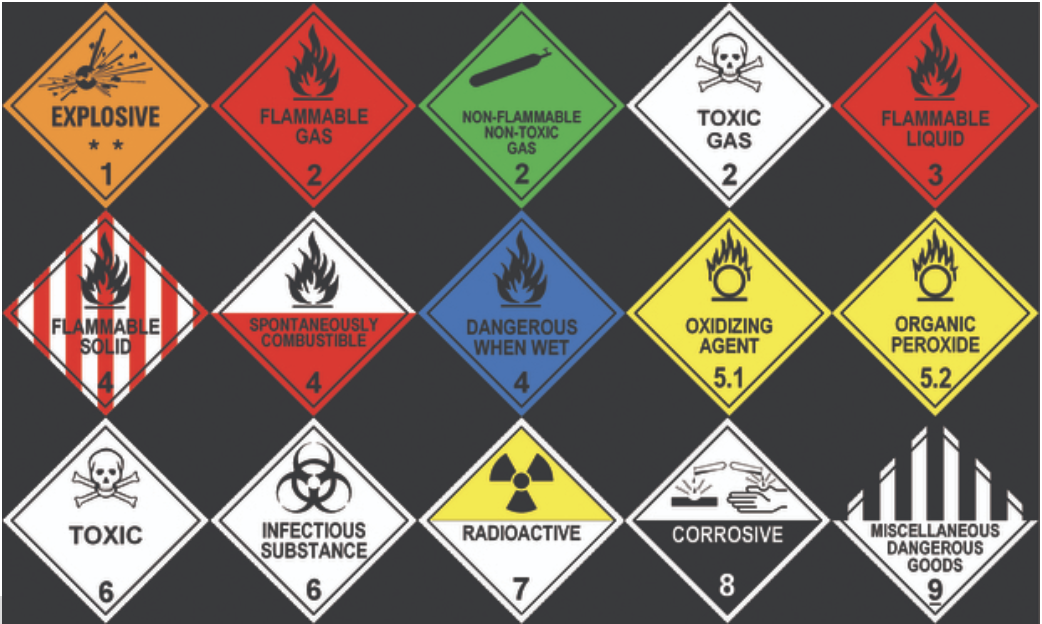 EXPLOSIVE
* *
1
FLAMMABLE
GAS
2
NON-FLAMMABLE
NON-TOXIC
GAS
2
TOXIC
GAS
2
FLAMMABLE
LIQUID
3
FLAMMABLE
SOLID
4
SPONTANEOUSLY
COMBUSTIBLE
4
DANGEROUS
WHEN WET
4
OXIDIZING
AGENT
5.1
ORGANIC
PEROXIDE
5.2
TOXIC
6
INFECTIOUS
SUBSTANCE
6
RADIOACTIVE
7
CORROSIVE
8
MISCELLANEOUS
DANGEROUS
GOODS
9